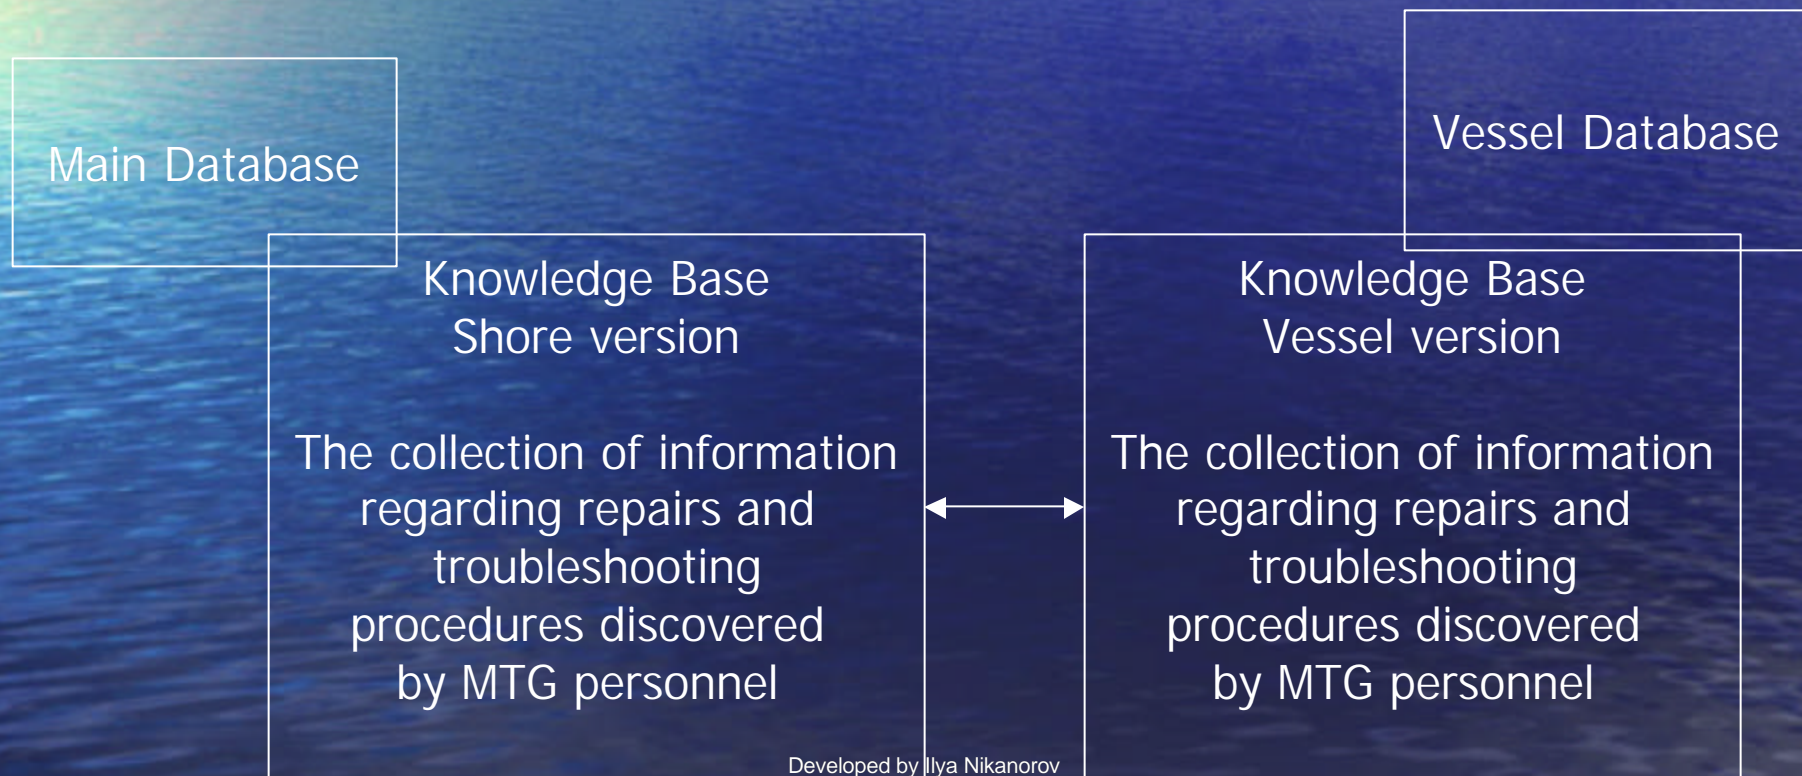 Main Database
Vessel Database
Knowledge Base
Shore version
The collection of information
regarding repairs and
troubleshooting
procedures discovered
by MTG personnel
Knowledge Base
Vessel version
The collection of information
regarding repairs and
troubleshooting
procedures discovered
by MTG personnel
Developed by Ilya Nikanorov